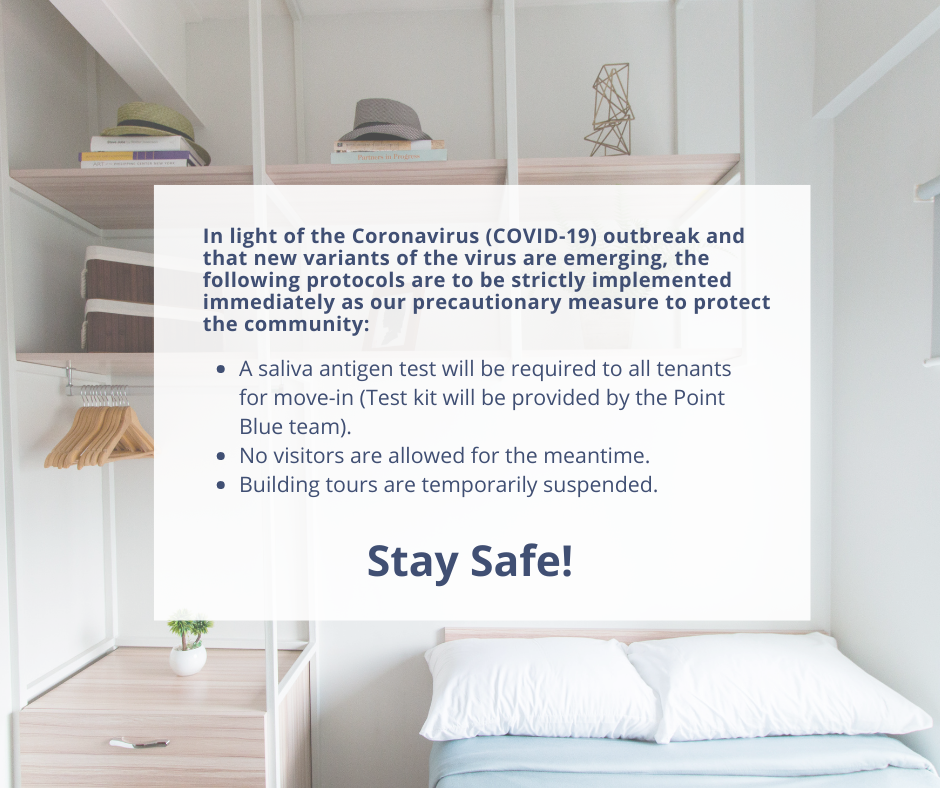 Partners in Progress
In light of the Coronavirus (COVID-19) outbreak and
that new variants of the virus are emerging, the
following protocols are to be strictly implemented
immediately as our precautionary measure to protect
the community:
• A saliva antigen test will be required to all tenants
for move-in (Test kit will be provided by the Point
Blue team).
• No visitors are allowed for the meantime.
• Building tours are temporarily suspended.
Stay Safe!